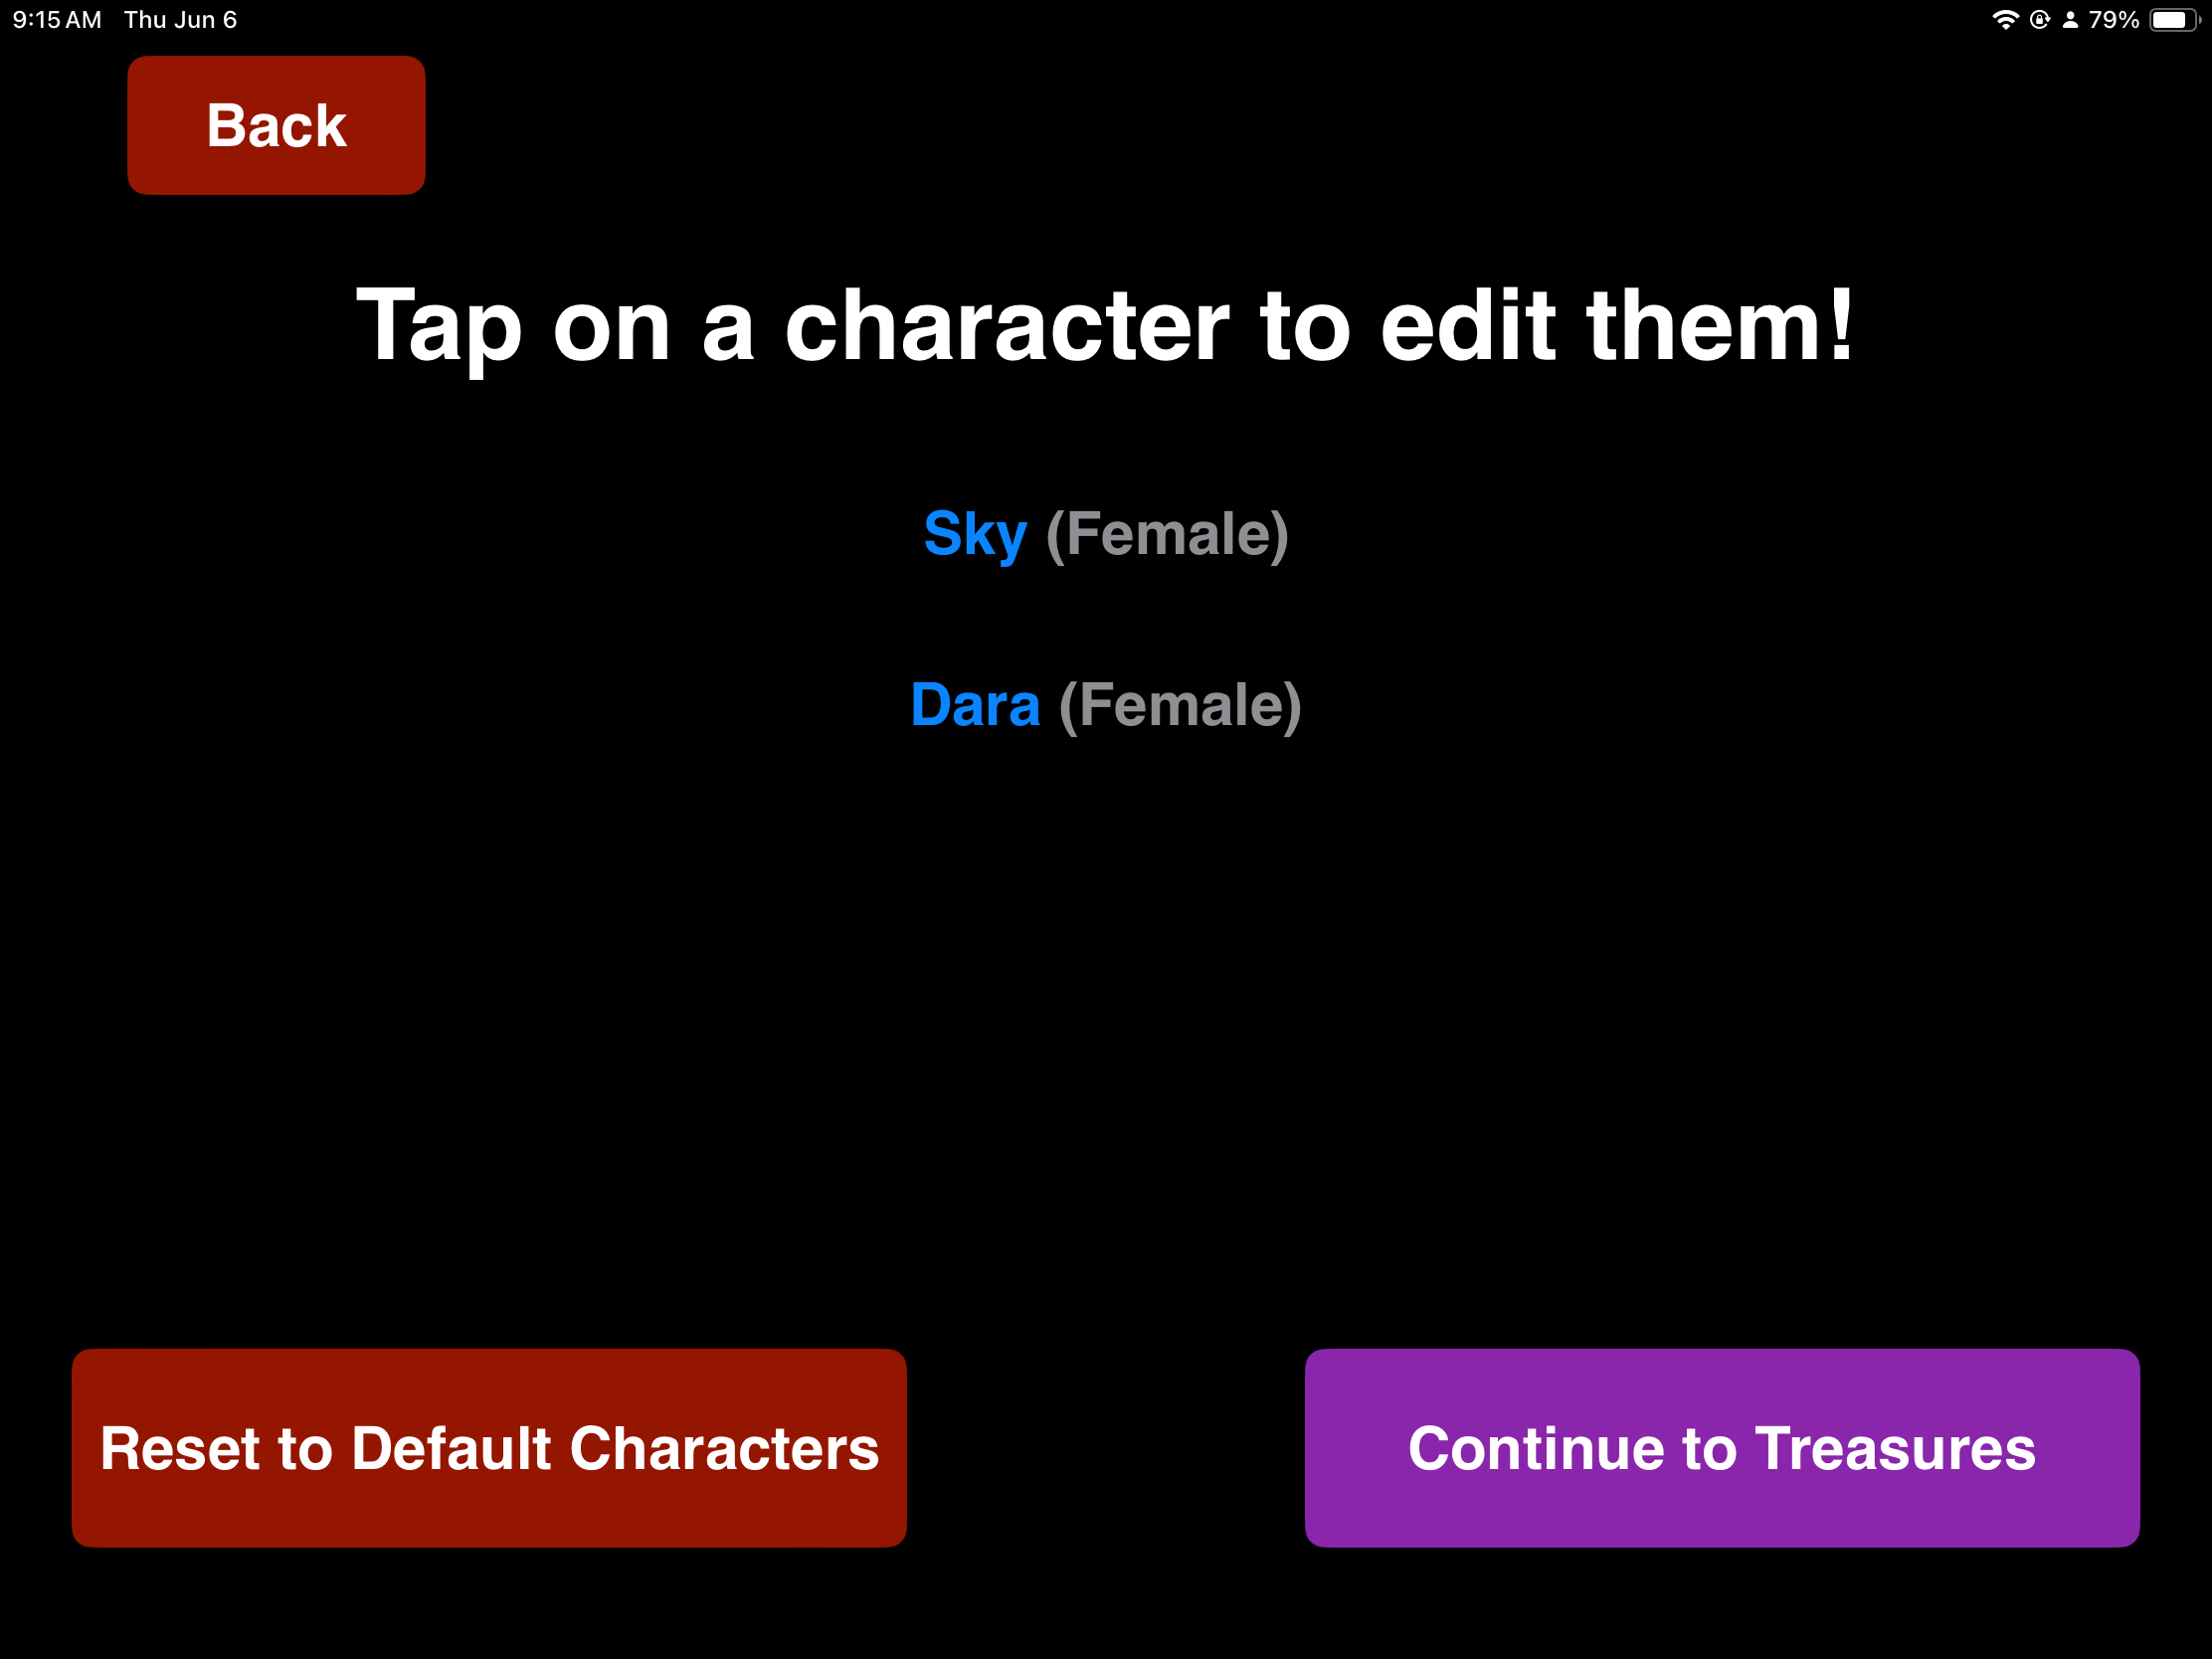 9:15 AM Thu Jun 6 79%
Back
Tap on a character to edit them!
Sky (Female)
Dara (Female)
Reset to Default Characters Continue to Treasures